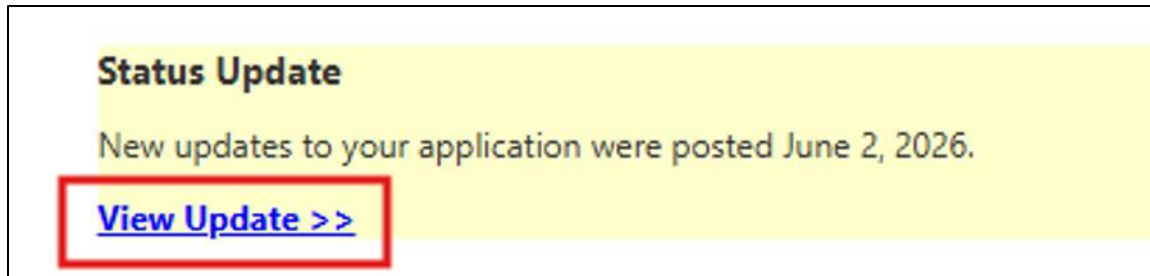 Status Update
New updates to your application were posted June 2, 2026.
View Update >>